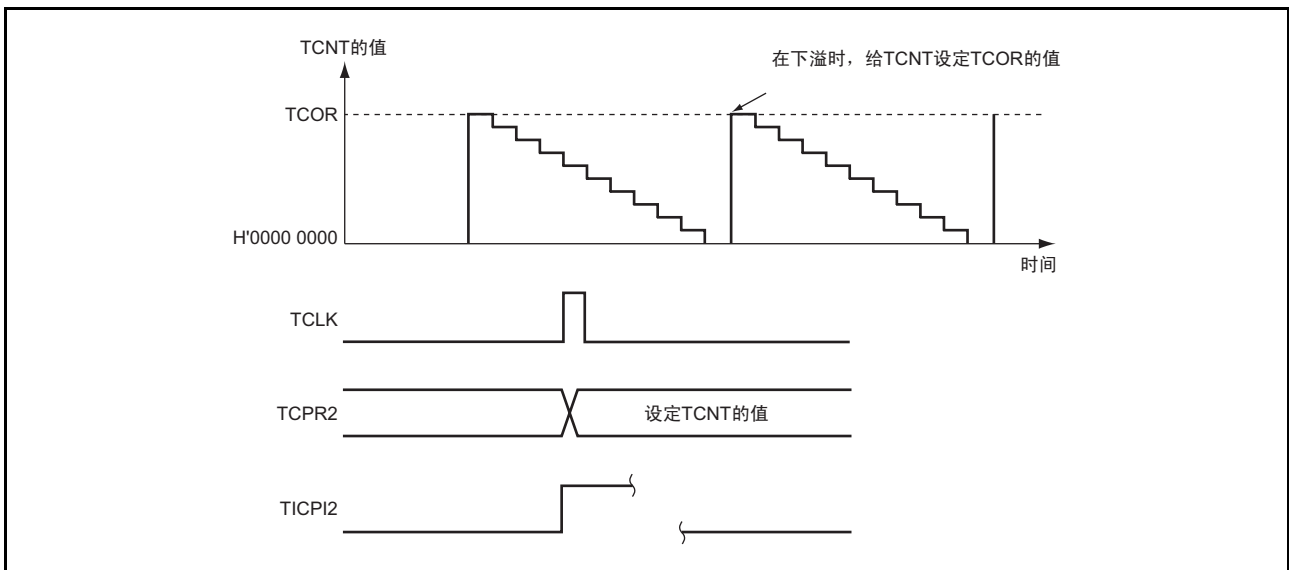 TCNT的值
在下溢时，给TCNT设定TCOR的值
TCOR
H'0000 0000
时间
TCLK
TCPR2
设定TCNT的值
TICPI2